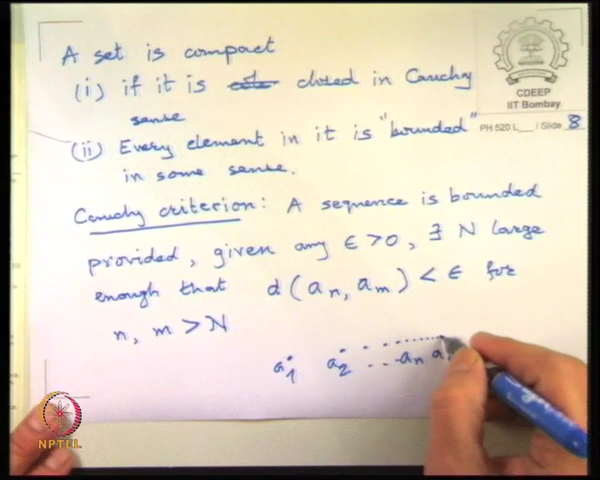 A set is compact
(i) if it is closed in Cauchy
sense
(ii) Every element in it is "bounded"
in some sense.
Cauchy criterion: A sequence is bounded
provided, given any ε > 0, ∃ N large
enough that d(aₙ, aₘ) < ε for
n, m > N
a₁ a₂ ... aₙ a
CDEEP
IIT Bombay
PH 520 L___ / Slide 8
NPTEL